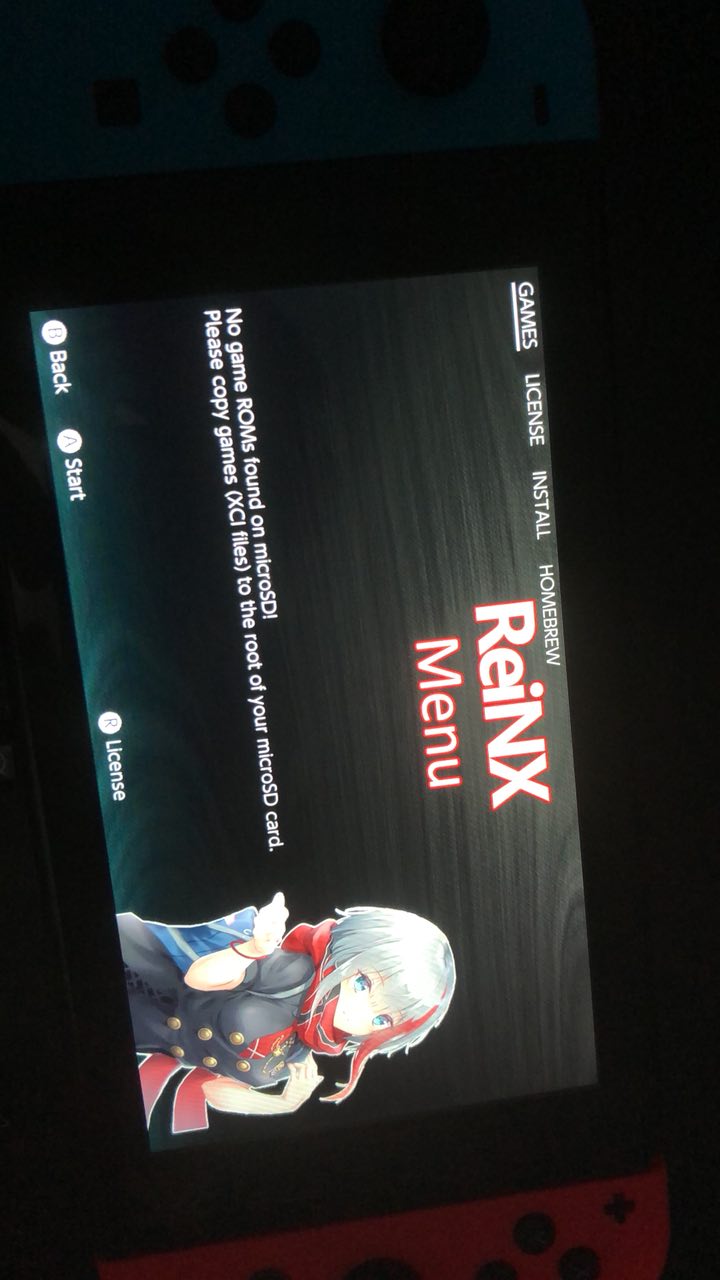 GAMES LICENSE INSTALL HOMEBREW
ReiNX
Menu
No game ROMs found on microSD!
Please copy games (XCI files) to the root of your microSD card.
B Back A Start R License